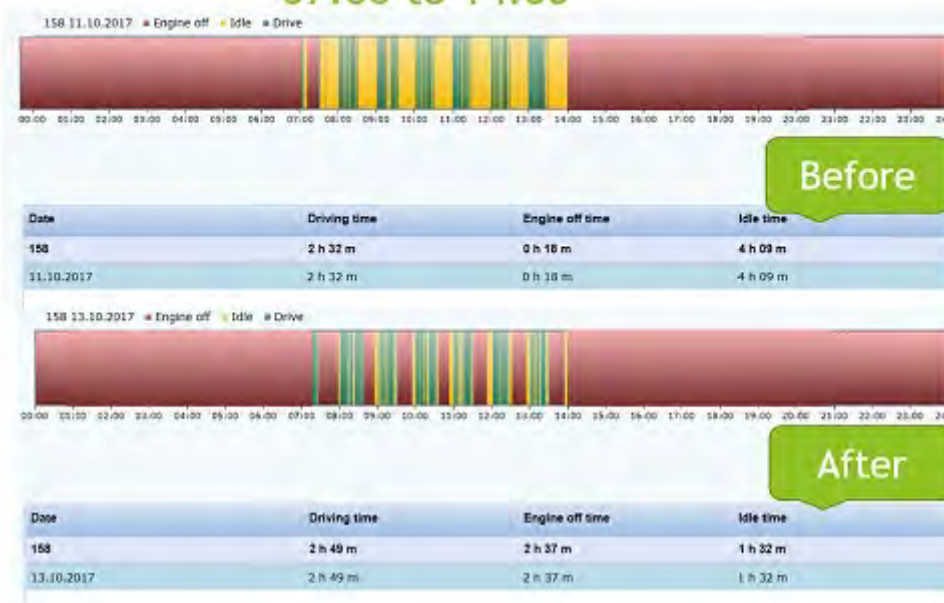 07:00 to 14:00
158 11.10.2017 Engine off Idle Drive
00:00 01:00 02:00 03:00 04:00 05:00 06:00 07:00 08:00 09:00 10:00 11:00 12:00 13:00 14:00 15:00 16:00 17:00 18:00 19:00 20:00 21:00 22:00 23:00
Before
Date Driving time Engine off time Idle time
158 2 h 32 m 0 h 18 m 4 h 09 m
11.10.2017 2 h 32 m 0 h 18 m 4 h 09 m
158 13.10.2017 Engine off Idle Drive
00:00 01:00 02:00 03:00 04:00 05:00 06:00 07:00 08:00 09:00 10:00 11:00 12:00 13:00 14:00 15:00 16:00 17:00 18:00 19:00 20:00 21:00 22:00 23:00
After
Date Driving time Engine off time Idle time
158 2 h 49 m 2 h 37 m 1 h 32 m
13.10.2017 2 h 49 m 2 h 37 m 1 h 32 m